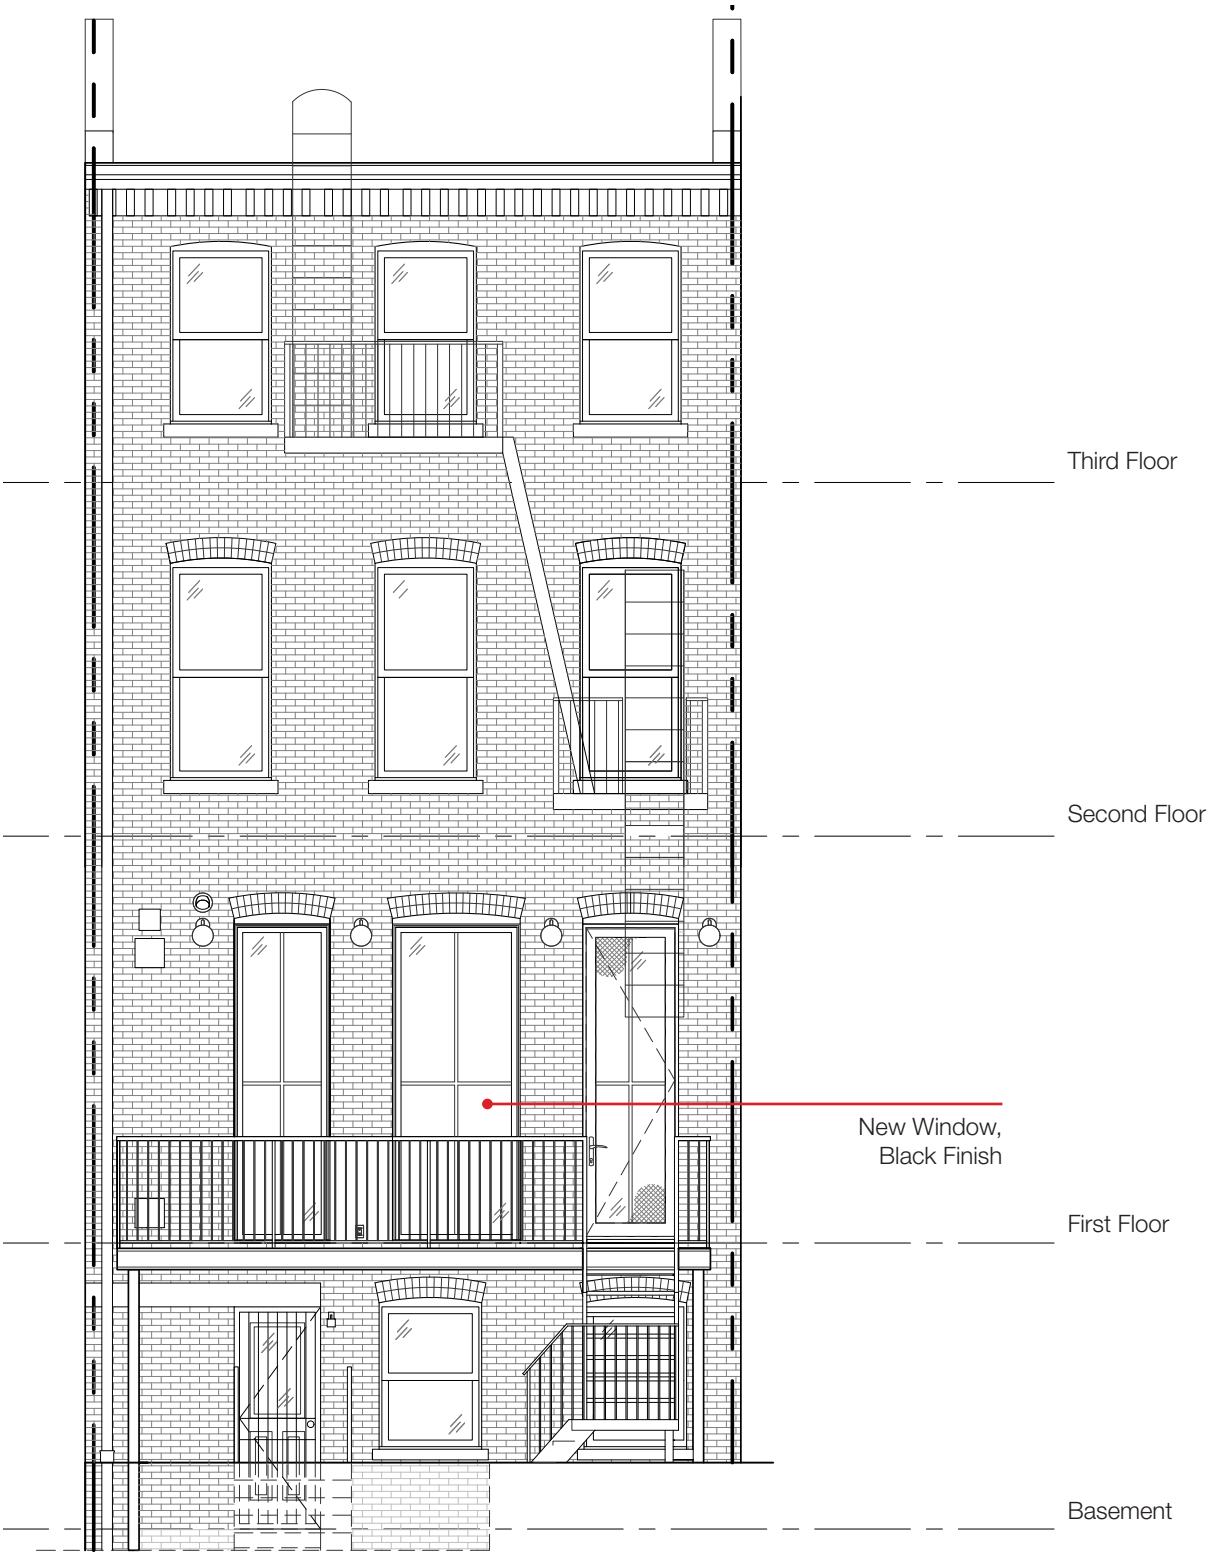 Third Floor
Second Floor
New Window,
Black Finish
First Floor
Basement